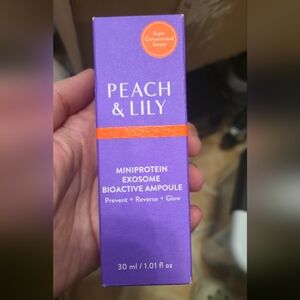 Super
Concentrated
Serum
PEACH
& LILY
MINIPROTEIN
EXOSOME
BIOACTIVE AMPOULE
Prevent + Reverse + Glow
30 ml / 1.01 fl oz